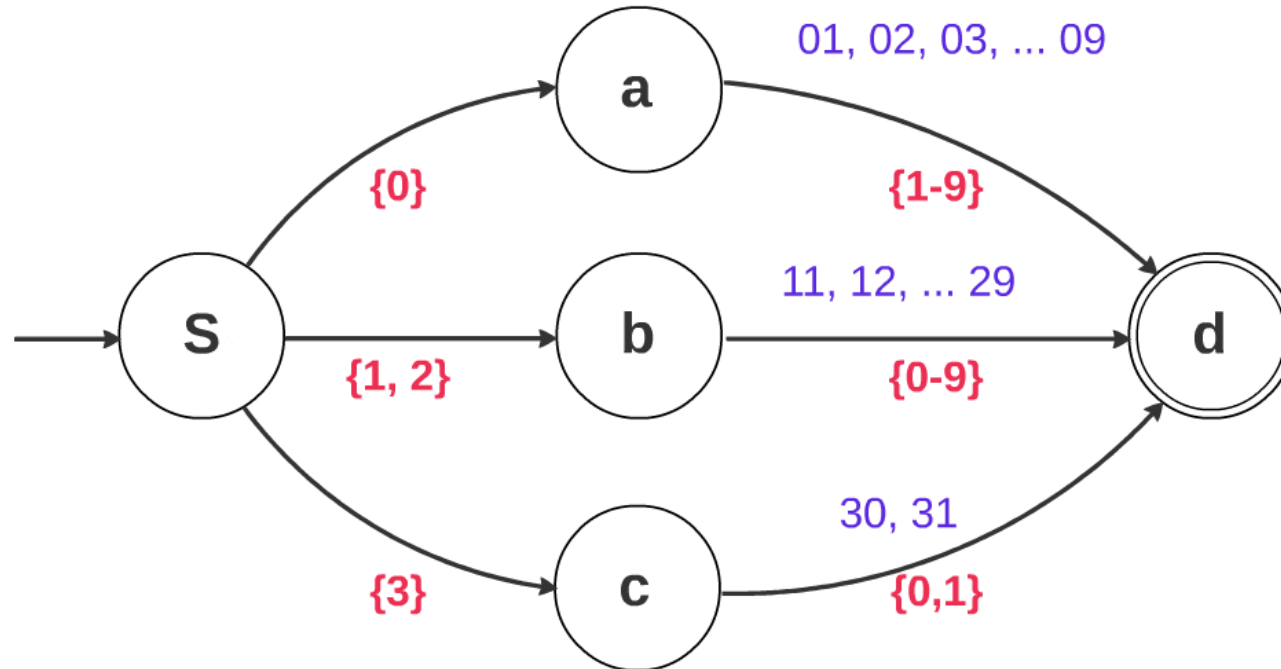 a
01, 02, 03, ... 09
{0}
{1-9}
S
{1, 2}
b
11, 12, ... 29
{0-9}
d
30, 31
{3}
c
{0,1}